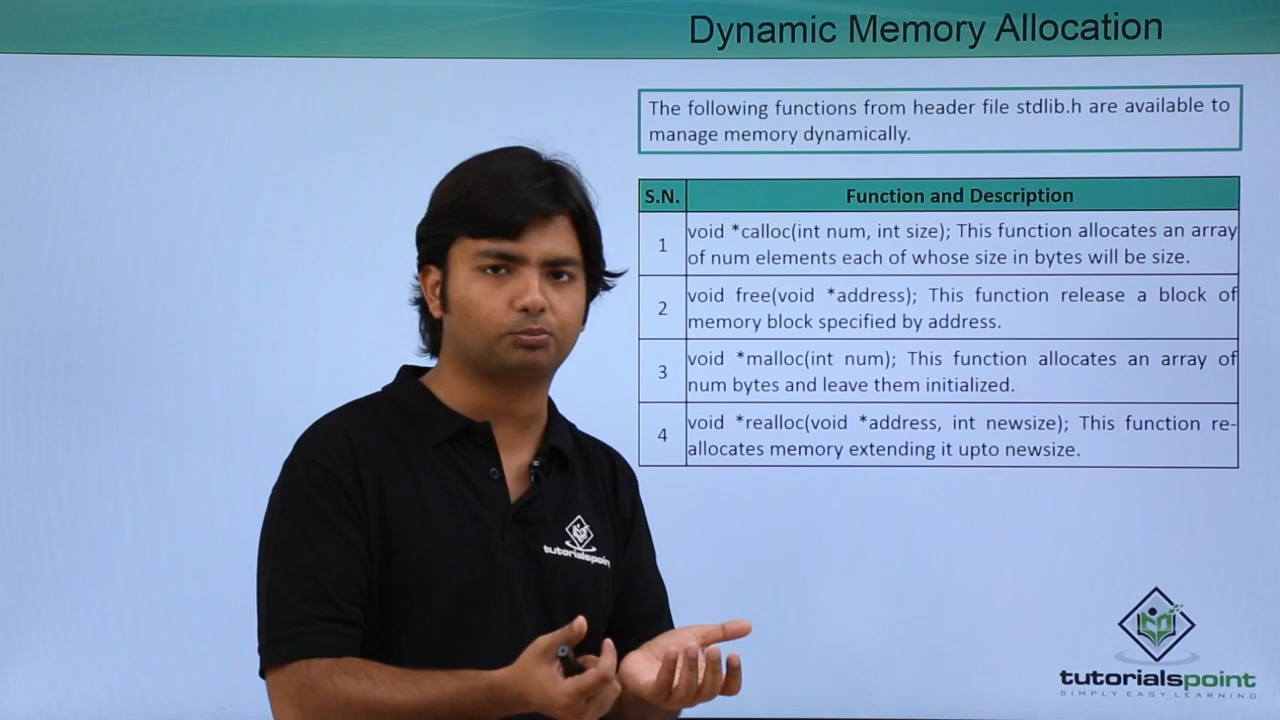 Dynamic Memory Allocation
The following functions from header file stdlib.h are available to
manage memory dynamically.
S.N. Function and Description
1 void *calloc(int num, int size); This function allocates an array
of num elements each of whose size in bytes will be size.
2 void free(void *address); This function release a block of
memory block specified by address.
3 void *malloc(int num); This function allocates an array of
num bytes and leave them initialized.
4 void *realloc(void *address, int newsize); This function re-
allocates memory extending it upto newsize.
tutorialspoint
tutorialspoint
SIMPLY EASY LEARNING